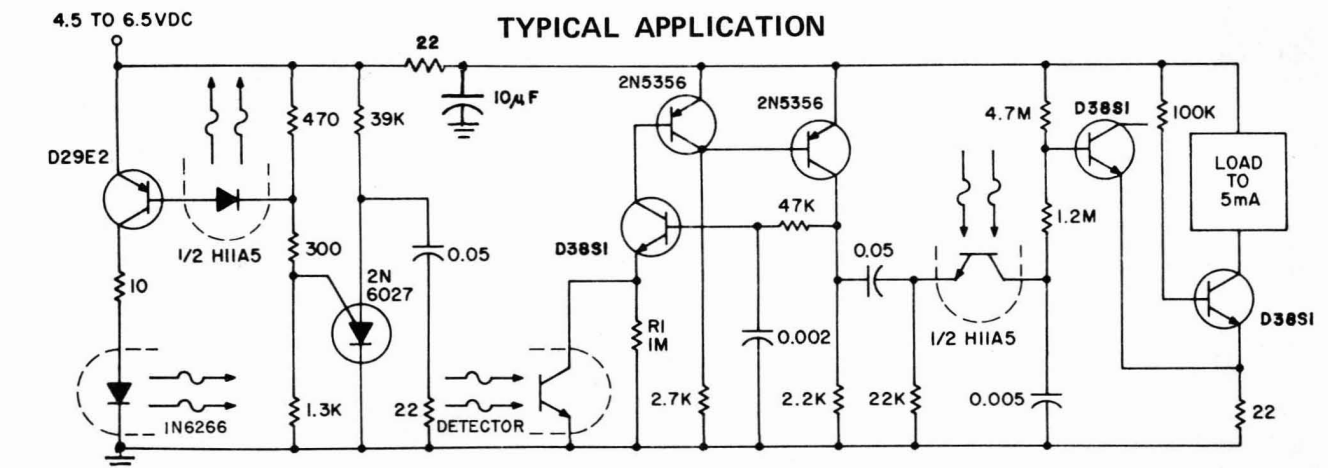 TYPICAL APPLICATION
4.5 TO 6.5VDC
22
10µF
470
39K
D29E2
1/2 H11A5
300
0.05
10
2N
6027
1N6266
1.3K
22
DETECTOR
2N5356
2N5356
D38S1
47K
R1
1M
0.002
2.7K
2.2K
0.05
22K
1/2 H11A5
4.7M
1.2M
0.005
D38S1
100K
LOAD
TO
5mA
D38S1
22